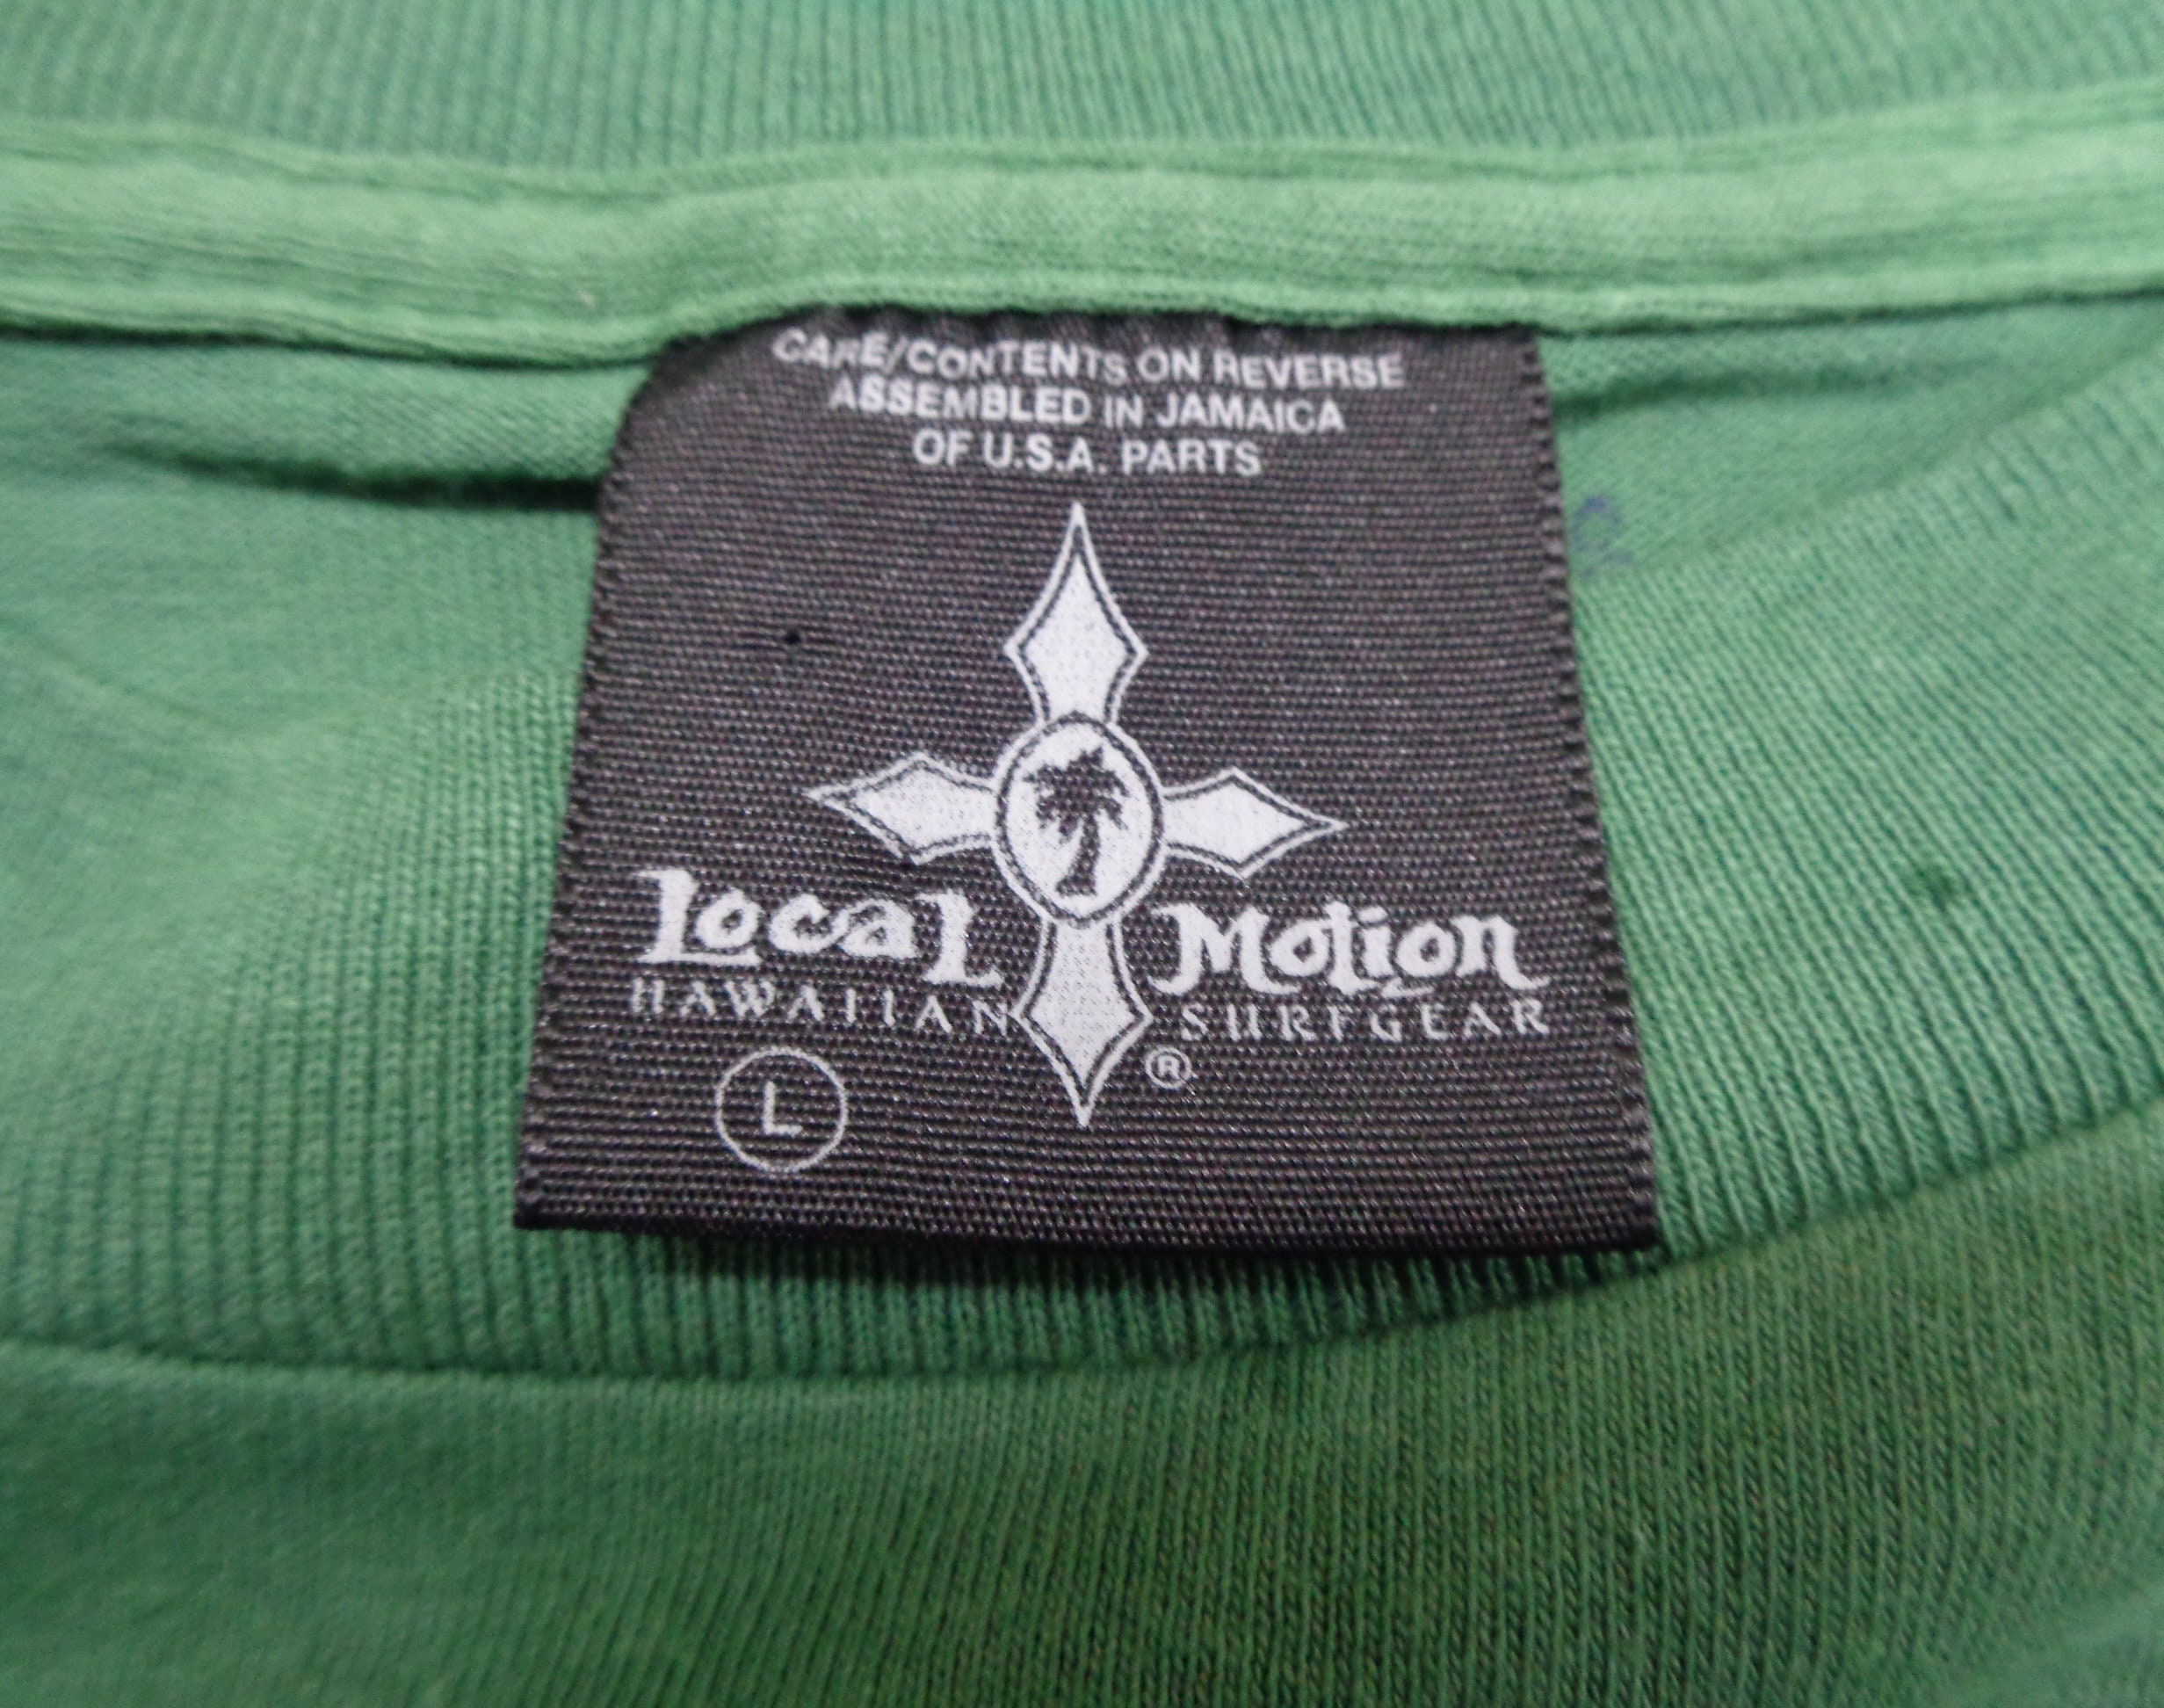 CARE/CONTENTS ON REVERSE
ASSEMBLED IN JAMAICA
OF U.S.A. PARTS
Local Motion
HAWAIIAN SURFGEAR
L ®